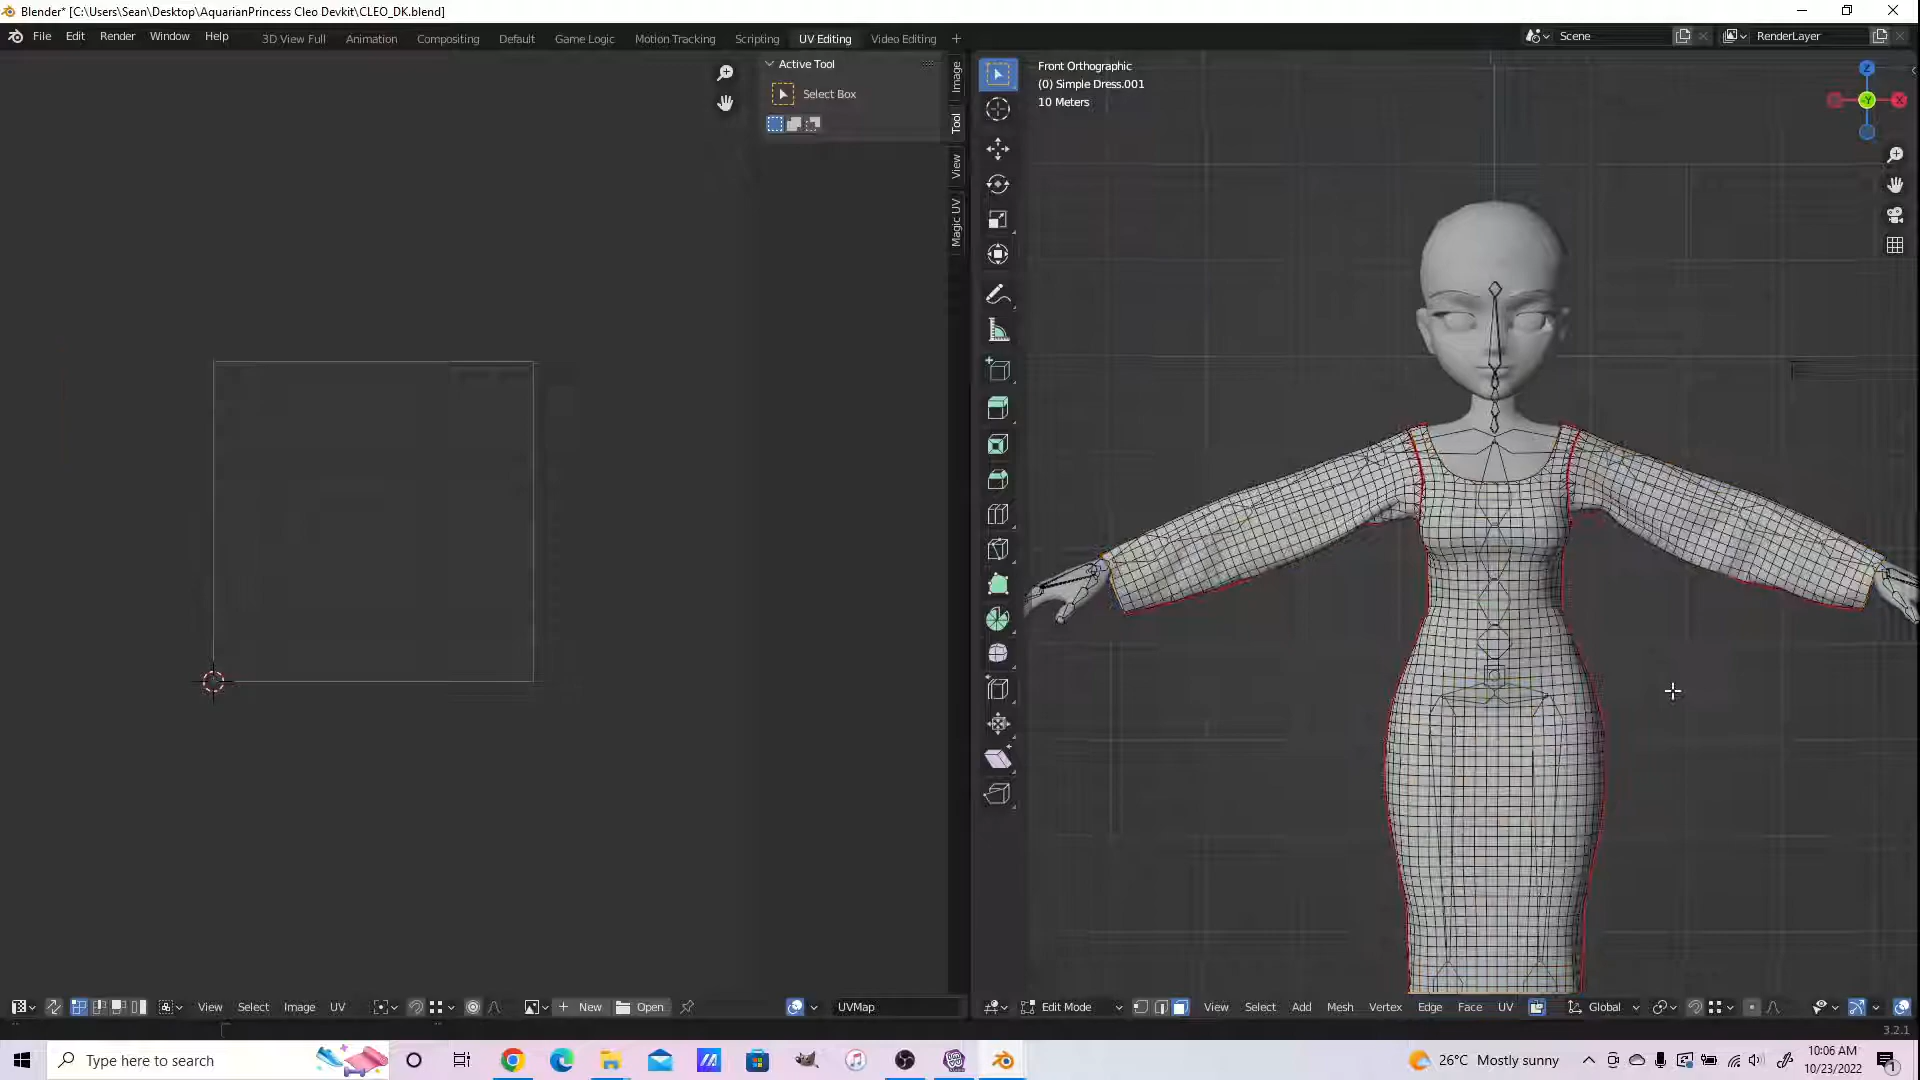 Blender* [C:\Users\Sean\Desktop\AquarianPrincess Cleo Devkit\CLEO_DK.blend]
File Edit Render Window Help 3D View Full Animation Compositing Default Game Logic Motion Tracking Scripting UV Editing Video Editing Scene RenderLayer
Active Tool
Select Box
Image
Tool
View
Magic UV
Front Orthographic
(0) Simple Dress.001
10 Meters
Z
Y
X
View Select Image UV New Open UVMap
Edit Mode View Select Add Mesh Vertex Edge Face UV Global
3.2.1
Type here to search
26°C Mostly sunny
10:06 AM
10/23/2022
1